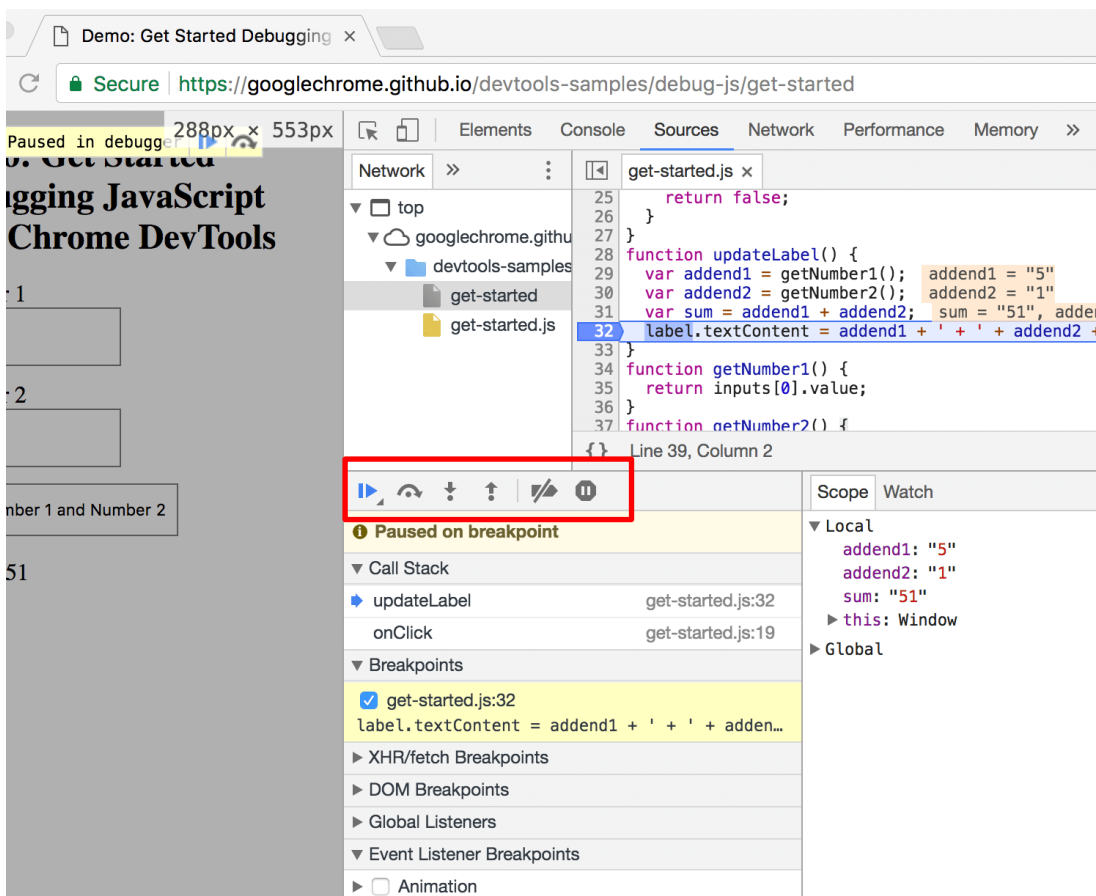 Demo: Get Started Debugging ×
Secure https://googlechrome.github.io/devtools-samples/debug-js/get-started
Paused in debugger
288px × 553px
Elements Console Sources Network Performance Memory »
o: Get Started
ugging JavaScript
Chrome DevTools
r 1
r 2
mber 1 and Number 2
51
Network »
top
googlechrome.githu
devtools-samples
get-started
get-started.js
get-started.js ×
25 return false;
26 }
27 }
28 function updateLabel() {
29 var addend1 = getNumber1(); addend1 = "5"
30 var addend2 = getNumber2(); addend2 = "1"
31 var sum = addend1 + addend2; sum = "51", adden
32 label.textContent = addend1 + ' + ' + addend2 +
33 }
34 function getNumber1() {
35 return inputs[0].value;
36 }
37 function getNumber2() {
{} Line 39, Column 2
Paused on breakpoint
Call Stack
updateLabel get-started.js:32
onClick get-started.js:19
Breakpoints
get-started.js:32
label.textContent = addend1 + ' + ' + adden…
XHR/fetch Breakpoints
DOM Breakpoints
Global Listeners
Event Listener Breakpoints
Animation
Scope Watch
Local
addend1: "5"
addend2: "1"
sum: "51"
this: Window
Global